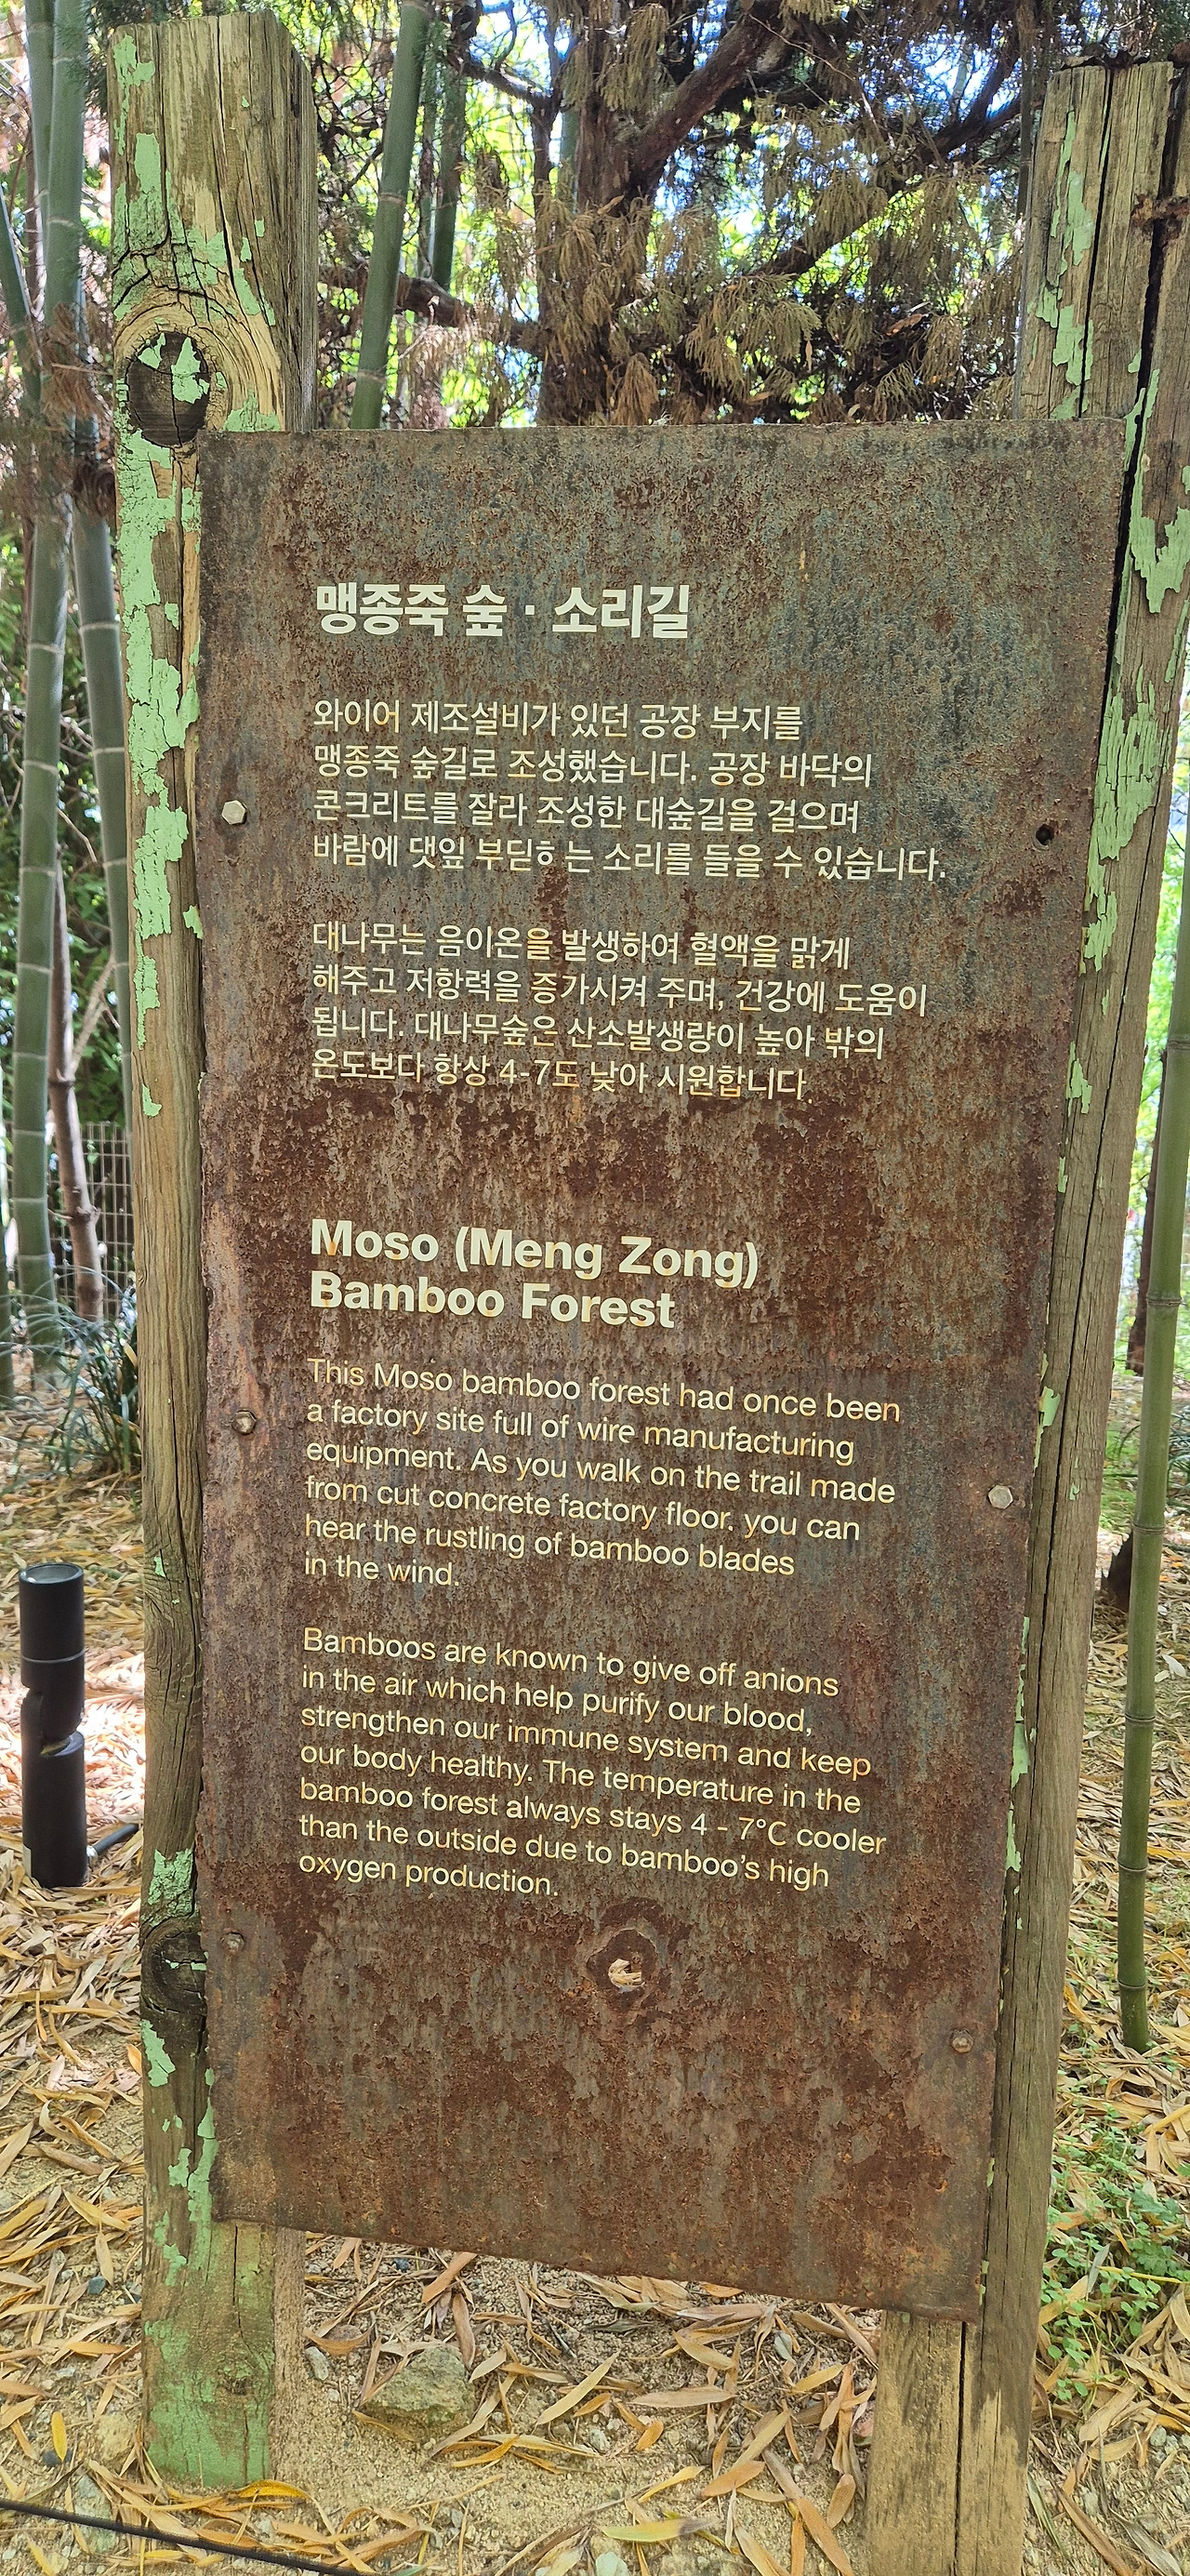 맹종죽 숲 · 소리길
와이어 제조설비가 있던 공장 부지를
맹종죽 숲길로 조성했습니다. 공장 바닥의
콘크리트를 잘라 조성한 대숲길을 걸으며
바람에 댓잎 부딛ㅎ는 소리를 들을 수 있습니다.
대나무는 음이온을 발생하여 혈액을 맑게
해주고 저항력을 증가시켜 주며, 건강에 도움이
됩니다. 대나무숲은 산소발생량이 높아 밖의
온도보다 항상 4-7도 낮아 시원합니다.
Moso (Meng Zong)
Bamboo Forest
This Moso bamboo forest had once been
a factory site full of wire manufacturing
equipment. As you walk on the trail made
from cut concrete factory floor. you can
hear the rustling of bamboo blades
in the wind.
Bamboos are known to give off anions
in the air which help purify our blood,
strengthen our immune system and keep
our body healthy. The temperature in the
bamboo forest always stays 4 - 7°C cooler
than the outside due to bamboo's high
oxygen production.